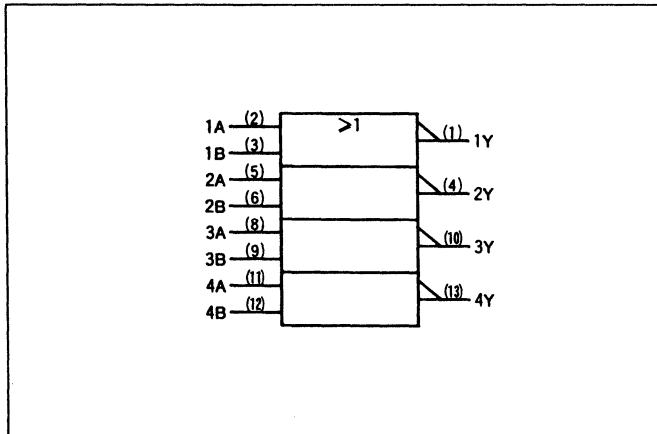 ⩾1
1A (2) (1) 1Y
1B (3)
2A (5) (4) 2Y
2B (6)
3A (8) (10) 3Y
3B (9)
4A (11) (13) 4Y
4B (12)